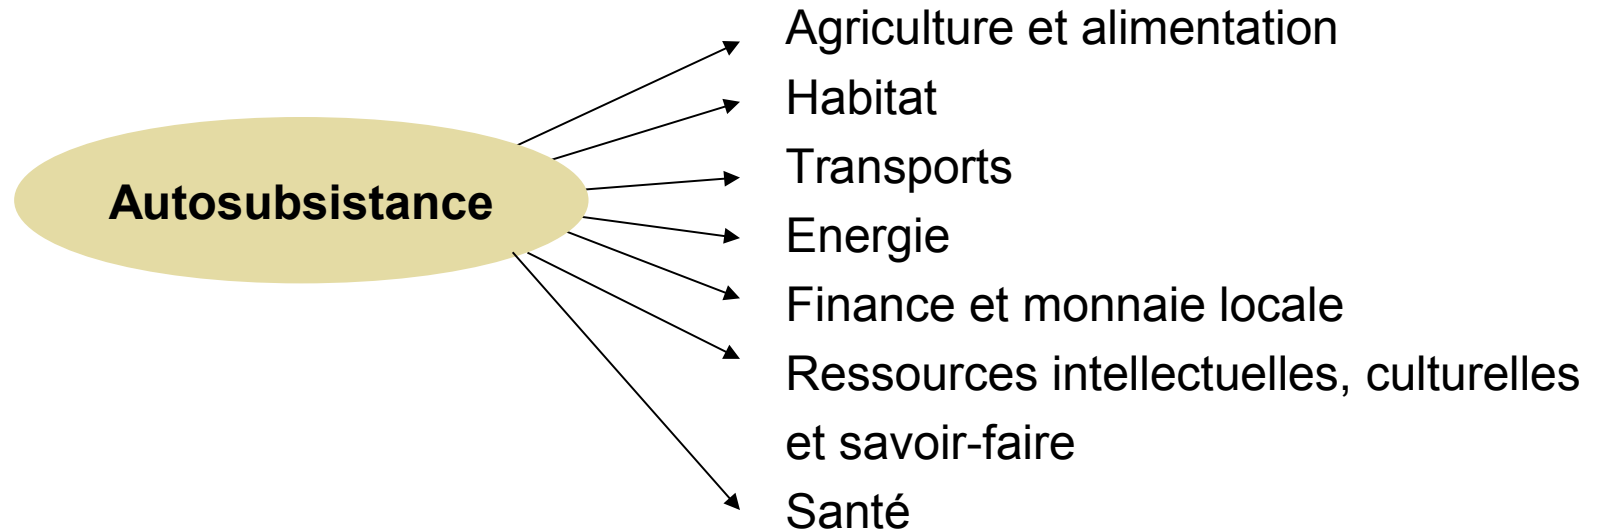 Agriculture et alimentation
Habitat
Transports
Autosubsistance
Energie
Finance et monnaie locale
Ressources intellectuelles, culturelles
et savoir-faire
Santé